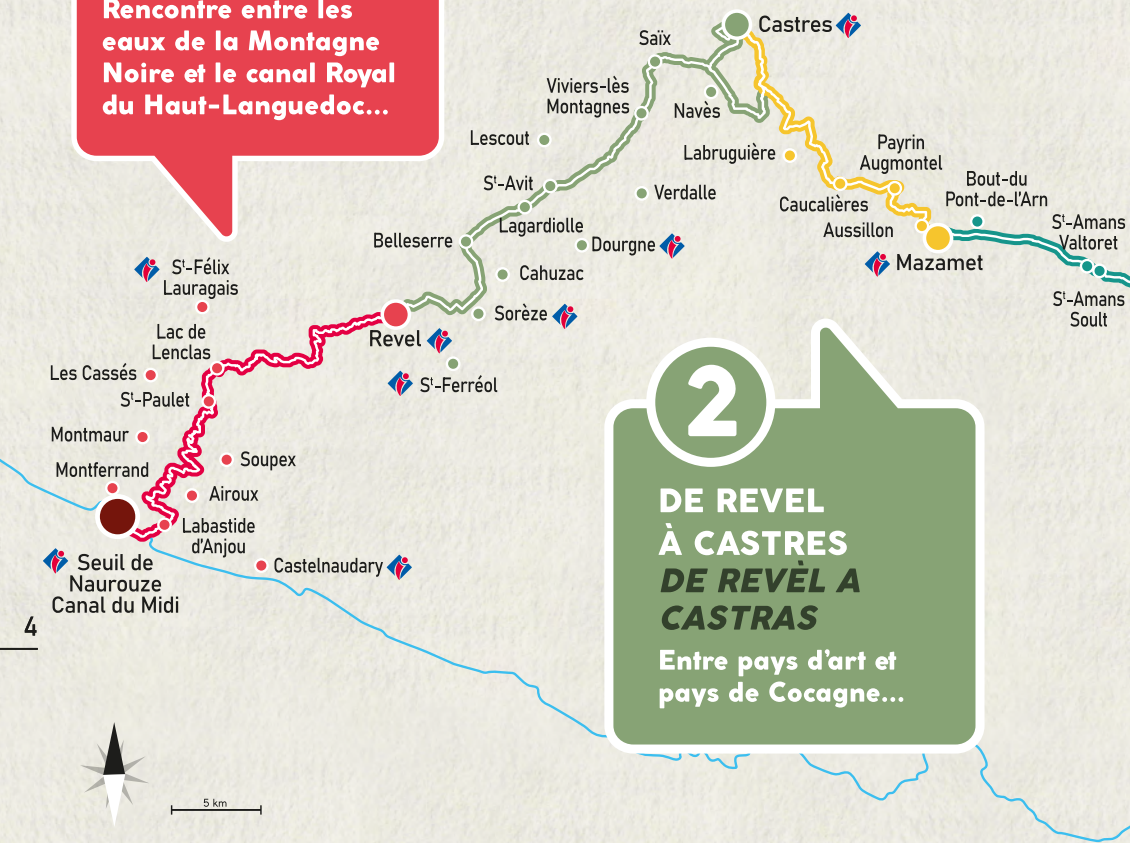 Rencontre entre les
eaux de la Montagne
Noire et le canal Royal
du Haut-Languedoc...
Castres
Saïx
Viviers-lès
Montagnes
Navès
Lescout
Labruguière
Payrin
Augmontel
Bout-du
Pont-de-l'Arn
Sᵗ-Avit
Verdalle
Caucalières
Lagardiolle
Aussillon
Sᵗ-Amans
Valtoret
Belleserre
Dourgne
Mazamet
Sᵗ-Félix
Lauragais
Cahuzac
Sᵗ-Amans
Soult
Sorèze
Lac de
Lenclas
Revel
Les Cassés
Sᵗ-Ferréol
Sᵗ-Paulet
Montmaur
Soupex
Montferrand
Airoux
Labastide
d'Anjou
Castelnaudary
Seuil de
Naurouze
Canal du Midi
4
2
DE REVEL
À CASTRES
DE REVÈL A
CASTRAS
Entre pays d'art et
pays de Cocagne...
5 km